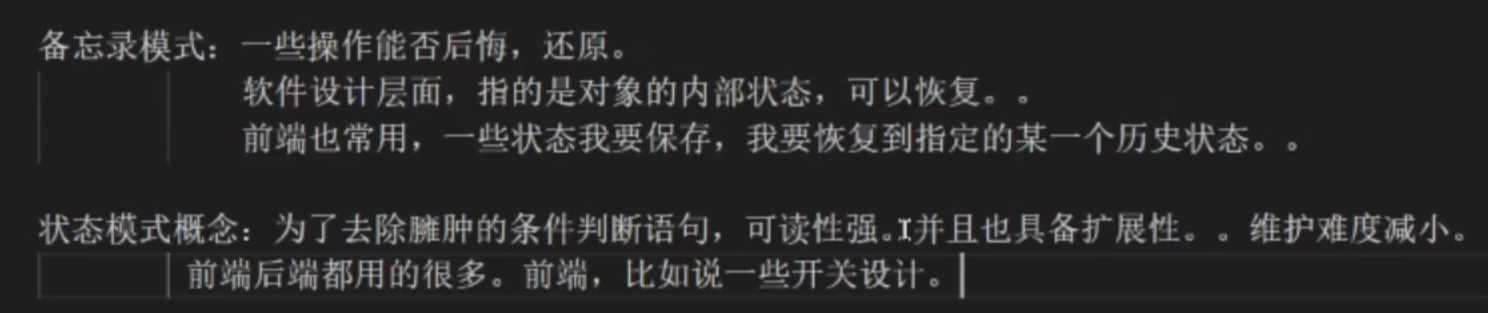 备忘录模式：一些操作能否后悔，还原。
软件设计层面，指的是对象的内部状态，可以恢复。。
前端也常用，一些状态我要保存，我要恢复到指定的某一个历史状态。。
状态模式概念：为了去除臃肿的条件判断语句，可读性强。并且也具备扩展性。。维护难度减小。
前端后端都用的很多。前端，比如说一些开关设计。